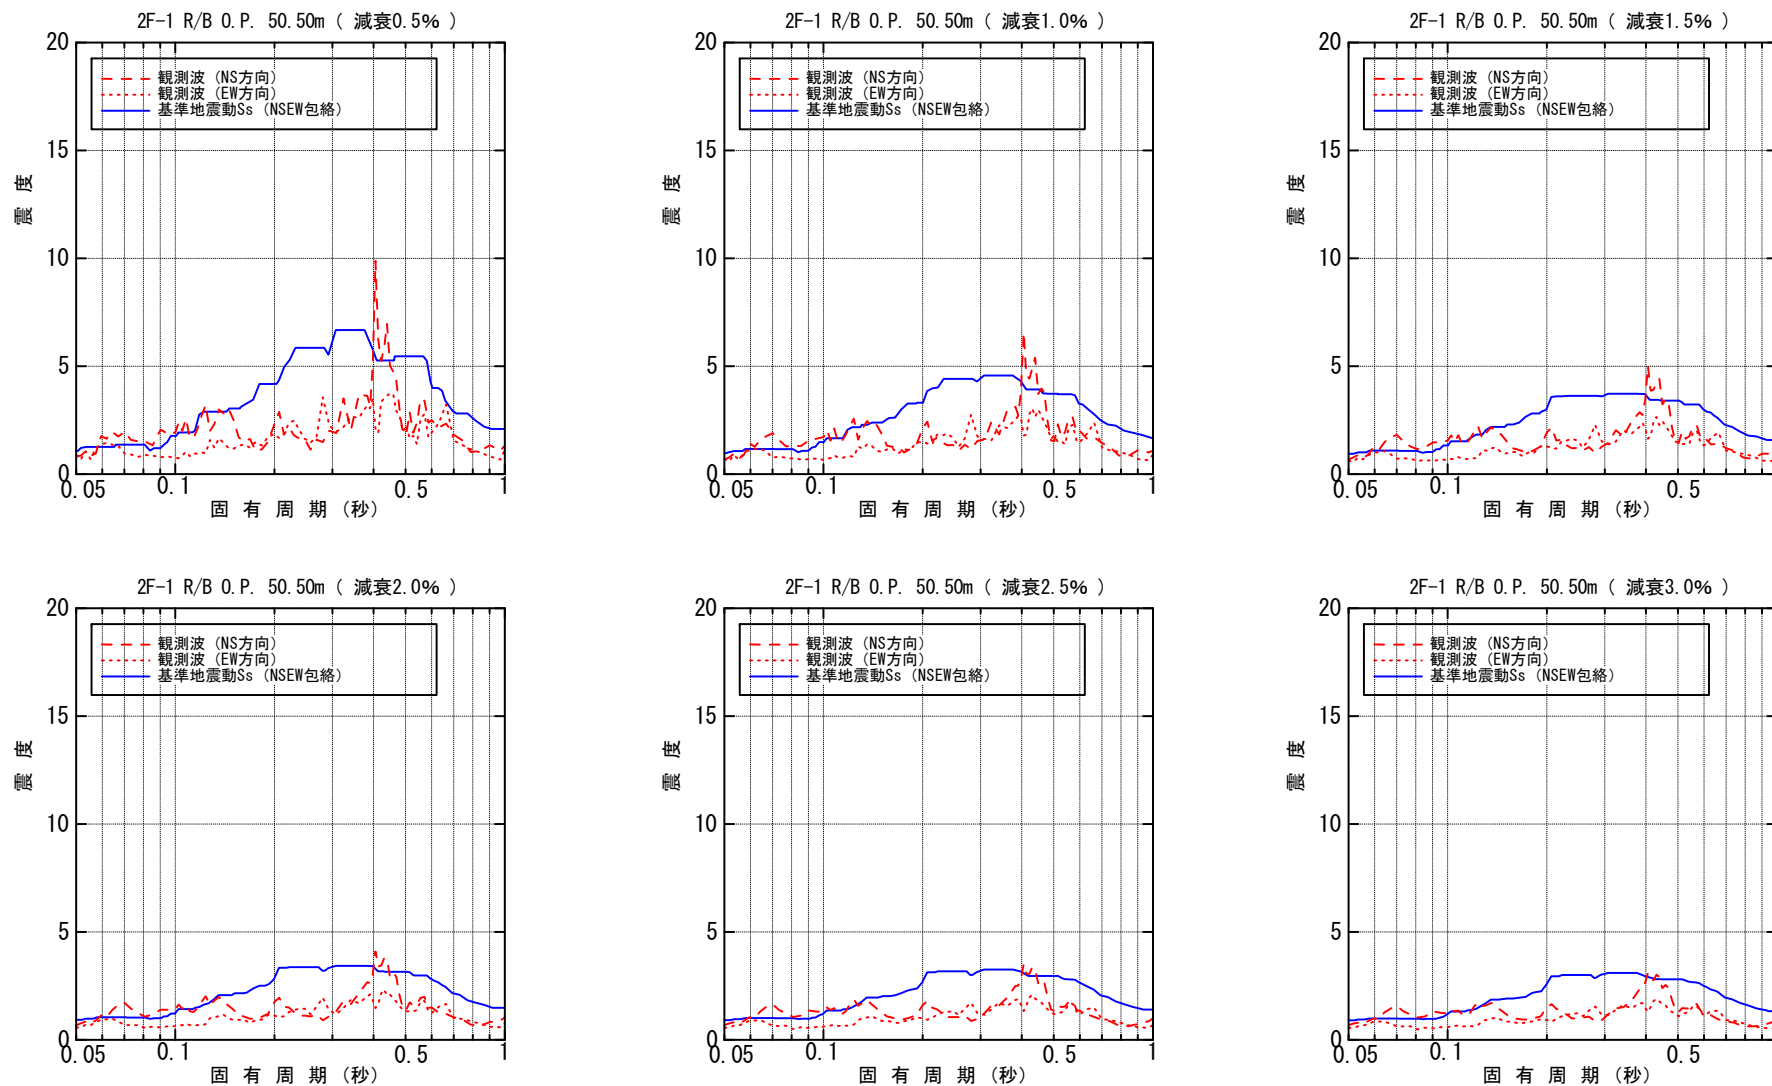 2F-1 R/B O.P. 50.50m ( 減衰0.5% )
20
15
10
5
0
震 度
観測波 (NS方向)
観測波 (EW方向)
基準地震動Ss (NSEW包絡)
0.05
0.1
0.5
1
固 有 周 期 (秒)
2F-1 R/B O.P. 50.50m ( 減衰1.0% )
20
15
10
5
0
震 度
観測波 (NS方向)
観測波 (EW方向)
基準地震動Ss (NSEW包絡)
0.05
0.1
0.5
1
固 有 周 期 (秒)
2F-1 R/B O.P. 50.50m ( 減衰1.5% )
20
15
10
5
0
震 度
観測波 (NS方向)
観測波 (EW方向)
基準地震動Ss (NSEW包絡)
0.05
0.1
0.5
固 有 周 期 (秒)
2F-1 R/B O.P. 50.50m ( 減衰2.0% )
20
15
10
5
0
震 度
観測波 (NS方向)
観測波 (EW方向)
基準地震動Ss (NSEW包絡)
0.05
0.1
0.5
1
固 有 周 期 (秒)
2F-1 R/B O.P. 50.50m ( 減衰2.5% )
20
15
10
5
0
震 度
観測波 (NS方向)
観測波 (EW方向)
基準地震動Ss (NSEW包絡)
0.05
0.1
0.5
1
固 有 周 期 (秒)
2F-1 R/B O.P. 50.50m ( 減衰3.0% )
20
15
10
5
0
震 度
観測波 (NS方向)
観測波 (EW方向)
基準地震動Ss (NSEW包絡)
0.05
0.1
0.5
固 有 周 期 (秒)